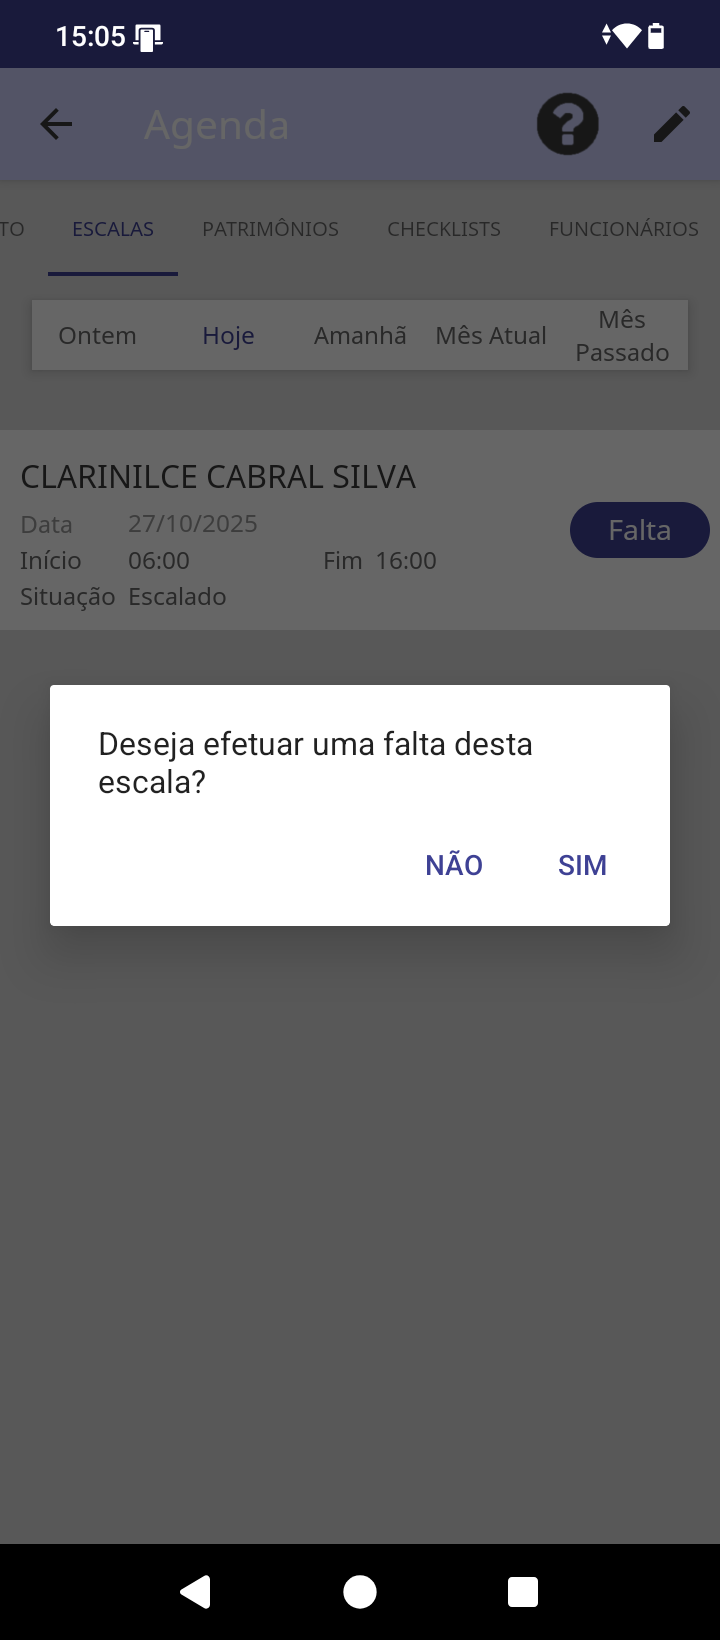 15:05
Agenda
TO ESCALAS PATRIMÔNIOS CHECKLISTS FUNCIONÁRIOS
Ontem Hoje Amanhã Mês Atual Mês Passado
CLARINILCE CABRAL SILVA
Data 27/10/2025
Falta
Início 06:00 Fim 16:00
Situação Escalado
Deseja efetuar uma falta desta
escala?
NÃO SIM